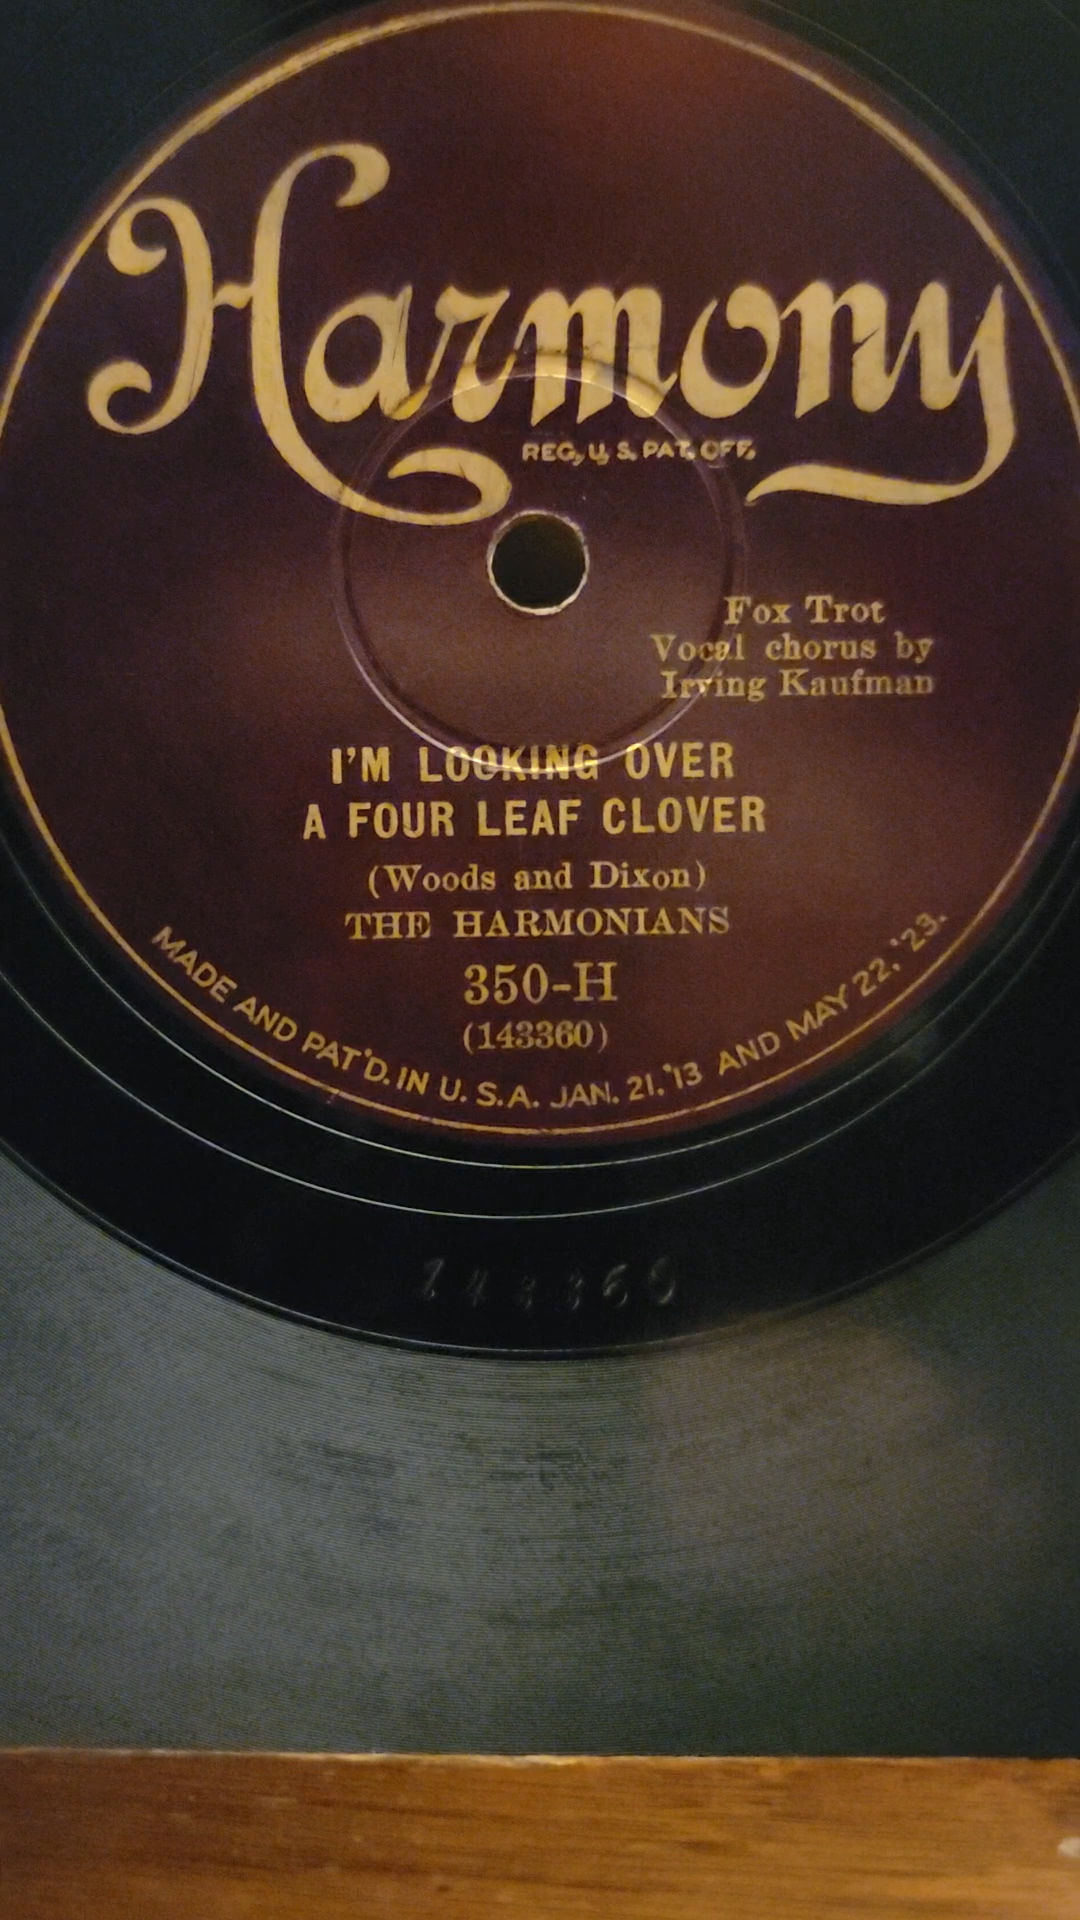 Harmony
REG. U. S. PAT. OFF.
Fox Trot
Vocal chorus by
Irving Kaufman
I'M LOOKING OVER
A FOUR LEAF CLOVER
(Woods and Dixon)
THE HARMONIANS
350-H
(143360)
MADE AND PAT'D. IN U. S. A. JAN. 21, '13 AND MAY 22, '23.
143360